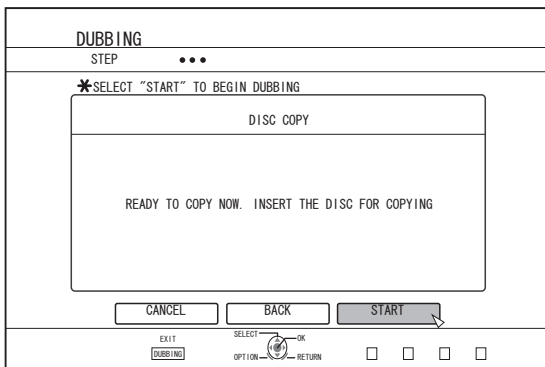 DUBBING
STEP
✱SELECT "START" TO BEGIN DUBBING
DISC COPY
READY TO COPY NOW. INSERT THE DISC FOR COPYING
CANCEL BACK START
EXIT
DUBBING
SELECT OK
OPTION RETURN